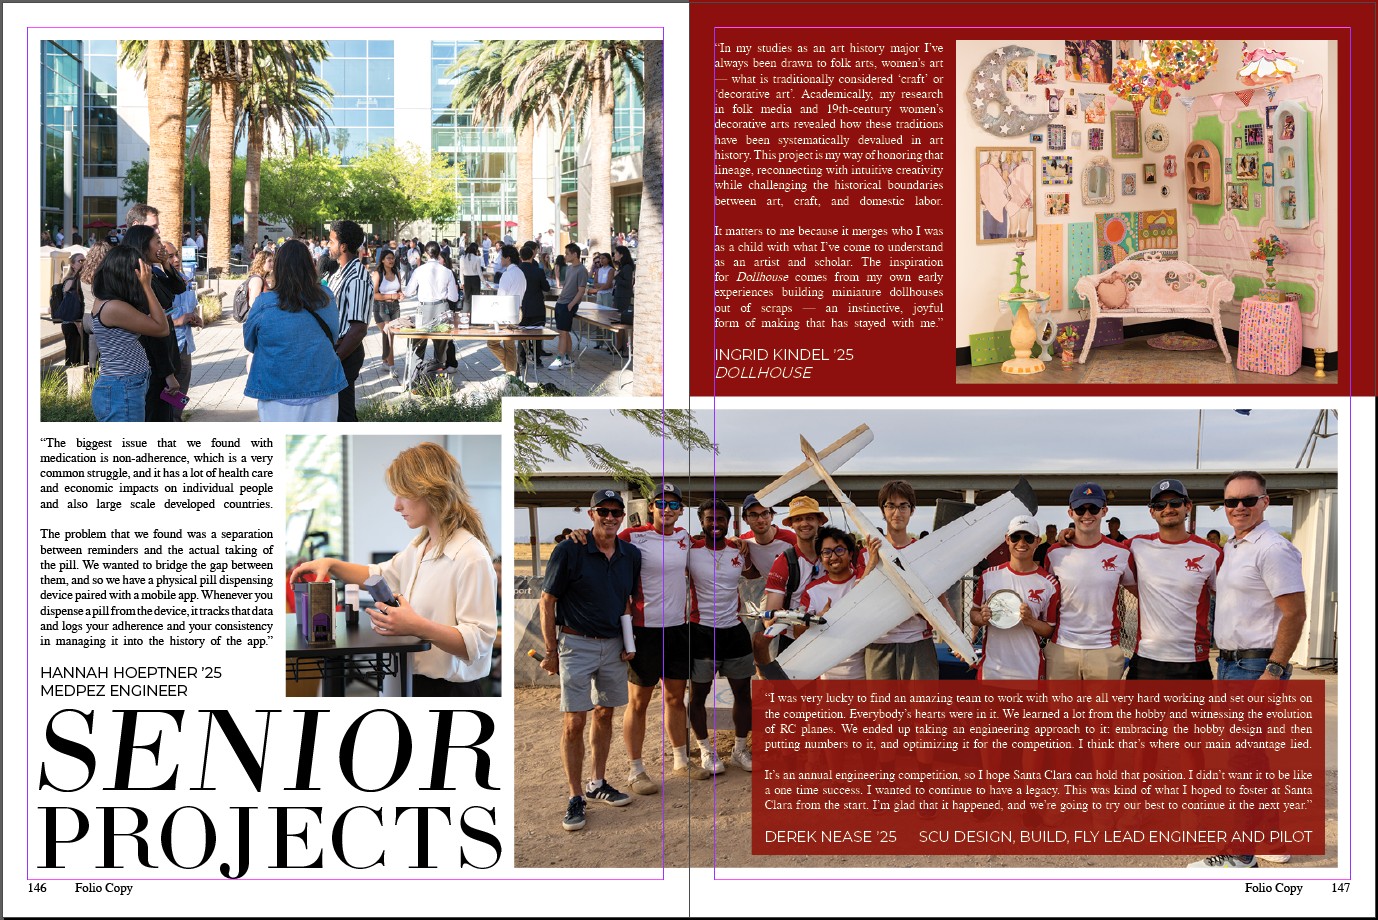 “The biggest issue that we found with
medication is non-adherence, which is a very
common struggle, and it has a lot of health care
and economic impacts on individual people
and also large scale developed countries.
The problem that we found was a separation
between reminders and the actual taking of
the pill. We wanted to bridge the gap between
them, and so we have a physical pill dispensing
device paired with a mobile app. Whenever you
dispense a pill from the device, it tracks that data
and logs your adherence and your consistency
in managing it into the history of the app.”
HANNAH HOEPTNER ’25
MEDPEZ ENGINEER
SENIOR
PROJECTS
146 Folio Copy
“In my studies as an art history major I’ve
always been drawn to folk arts, women’s art
— what is traditionally considered ‘craft’ or
‘decorative art’. Academically, my research
in folk media and 19th-century women’s
decorative arts revealed how these traditions
have been systematically devalued in art
history. This project is my way of honoring that
lineage, reconnecting with intuitive creativity
while challenging the historical boundaries
between art, craft, and domestic labor.
It matters to me because it merges who I was
as a child with what I’ve come to understand
as an artist and scholar. The inspiration
for Dollhouse comes from my own early
experiences building miniature dollhouses
out of scraps — an instinctive, joyful
form of making that has stayed with me.”
INGRID KINDEL ’25
DOLLHOUSE
“I was very lucky to find an amazing team to work with who are all very hard working and set our sights on
the competition. Everybody’s hearts were in it. We learned a lot from the hobby and witnessing the evolution
of RC planes. We ended up taking an engineering approach to it: embracing the hobby design and then
putting numbers to it, and optimizing it for the competition. I think that’s where our main advantage lied.
It’s an annual engineering competition, so I hope Santa Clara can hold that position. I didn’t want it to be like
a one time success. I wanted to continue to have a legacy. This was kind of what I hoped to foster at Santa
Clara from the start. I’m glad that it happened, and we’re going to try our best to continue it the next year.”
DEREK NEASE ’25 SCU DESIGN, BUILD, FLY LEAD ENGINEER AND PILOT
Folio Copy 147